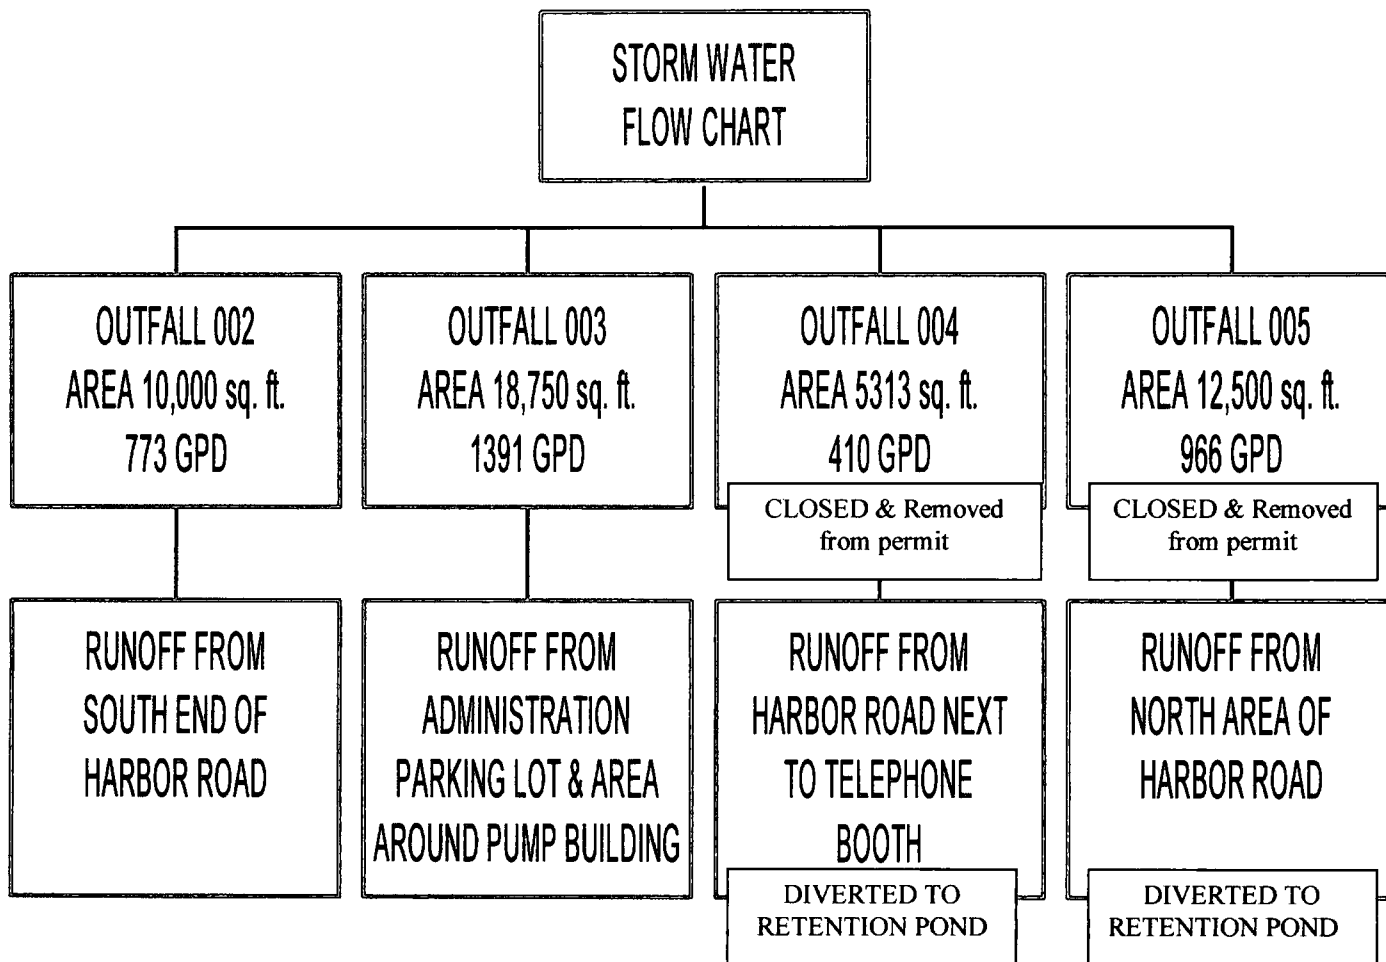 STORM WATER
FLOW CHART
OUTFALL 002
AREA 10,000 sq. ft.
773 GPD
OUTFALL 003
AREA 18,750 sq. ft.
1391 GPD
OUTFALL 004
AREA 5313 sq. ft.
410 GPD
CLOSED & Removed
from permit
OUTFALL 005
AREA 12,500 sq. ft.
966 GPD
CLOSED & Removed
from permit
RUNOFF FROM
SOUTH END OF
HARBOR ROAD
RUNOFF FROM
ADMINISTRATION
PARKING LOT & AREA
AROUND PUMP BUILDING
RUNOFF FROM
HARBOR ROAD NEXT
TO TELEPHONE
BOOTH
DIVERTED TO
RETENTION POND
RUNOFF FROM
NORTH AREA OF
HARBOR ROAD
DIVERTED TO
RETENTION POND